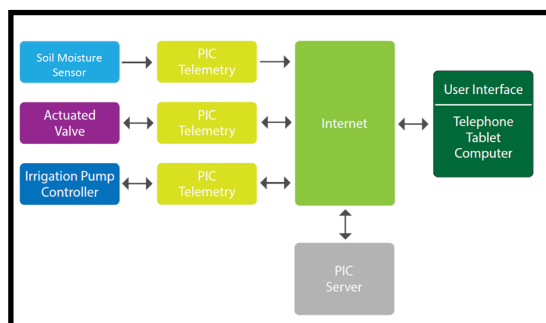 Soil Moisture
Sensor
PIC
Telemetry
Actuated
Valve
PIC
Telemetry
Irrigation Pump
Controller
PIC
Telemetry
Internet
User Interface
Telephone
Tablet
Computer
PIC
Server